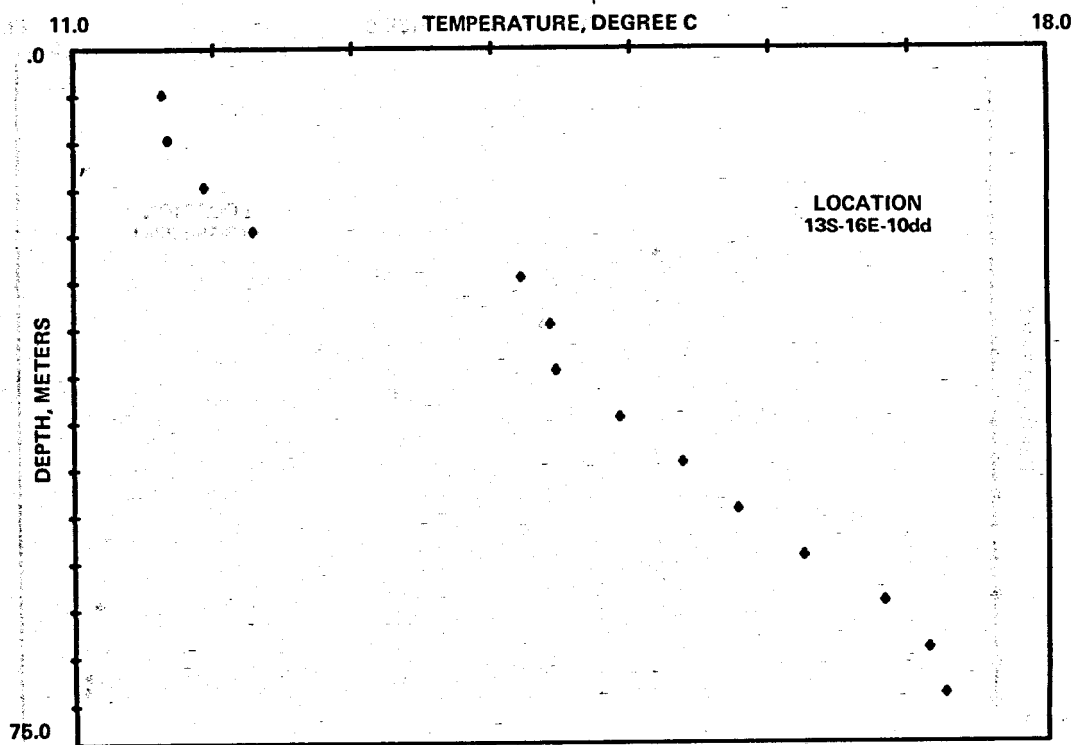 TEMPERATURE, DEGREE C
11.0
18.0
.0
LOCATION
13S-16E-10dd
DEPTH, METERS
75.0